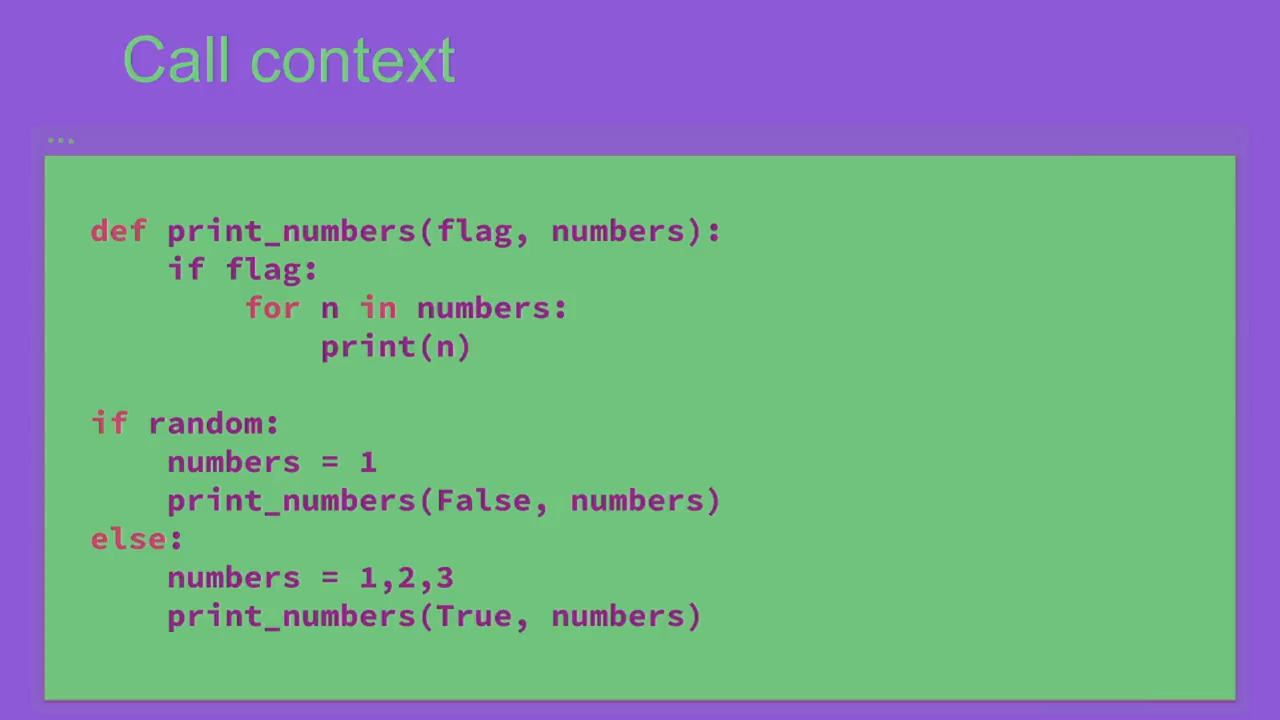 Call context
...
def print_numbers(flag, numbers):
    if flag:
        for n in numbers:
            print(n)
if random:
    numbers = 1
    print_numbers(False, numbers)
else:
    numbers = 1,2,3
    print_numbers(True, numbers)